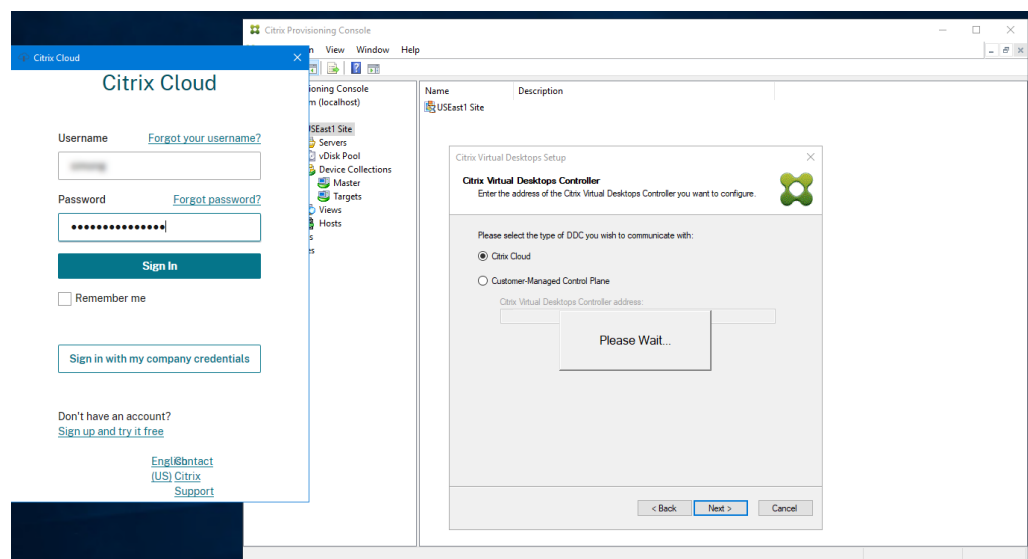 Citrix Cloud
Citrix Cloud
Username
Forgot your username?
Password
Forgot password?
Sign In
Remember me
Sign in with my company credentials
Don't have an account?
Sign up and try it free
English
(US)
Contact
Citrix
Support
Citrix Provisioning Console
View Window Help
Name Description
USEast1 Site
(localhost)
Servers
vDisk Pool
Device Collections
Master
Targets
Views
Hosts
Citrix Virtual Desktops Setup
Citrix Virtual Desktops Controller
Enter the address of the Citrix Virtual Desktops Controller you want to configure.
Please select the type of DDC you wish to communicate with:
Citrix Cloud
Customer-Managed Control Plane
Citrix Virtual Desktops Controller address:
Please Wait...
< Back Next > Cancel